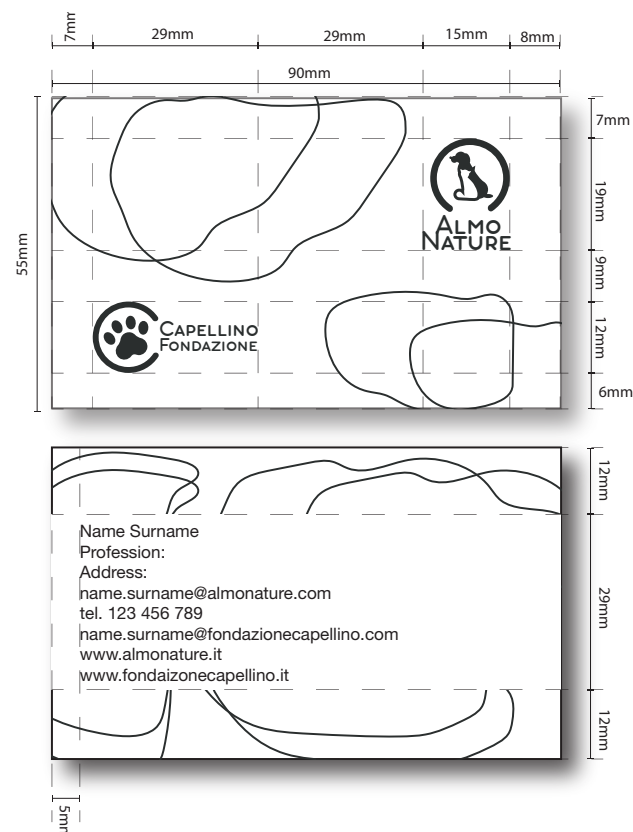 7mm
29mm
29mm
15mm
8mm
90mm
55mm
7mm
19mm
9mm
12mm
6mm
ALMO
NATURE
CAPELLINO
FONDAZIONE
12mm
29mm
12mm
Name Surname
Profession:
Address:
name.surname@almonature.com
tel. 123 456 789
name.surname@fondazionecapellino.com
www.almonature.it
www.fondaizonecapellino.it
5mm